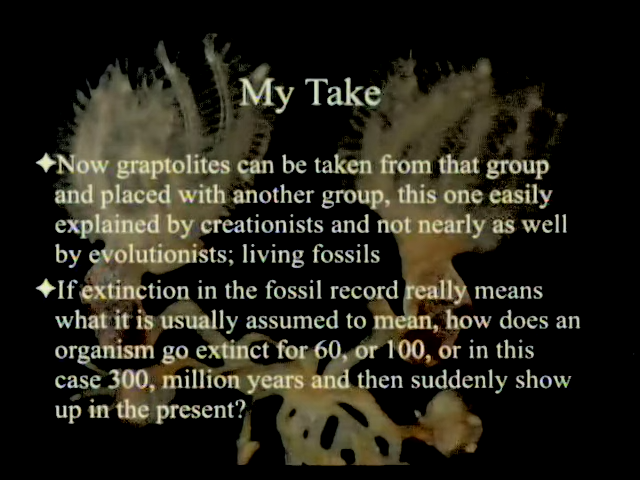 My Take
✦Now graptolites can be taken from that group
and placed with another group, this one easily
explained by creationists and not nearly as well
by evolutionists; living fossils
✦If extinction in the fossil record really means
what it is usually assumed to mean, how does an
organism go extinct for 60, or 100, or in this
case 300, million years and then suddenly show
up in the present?